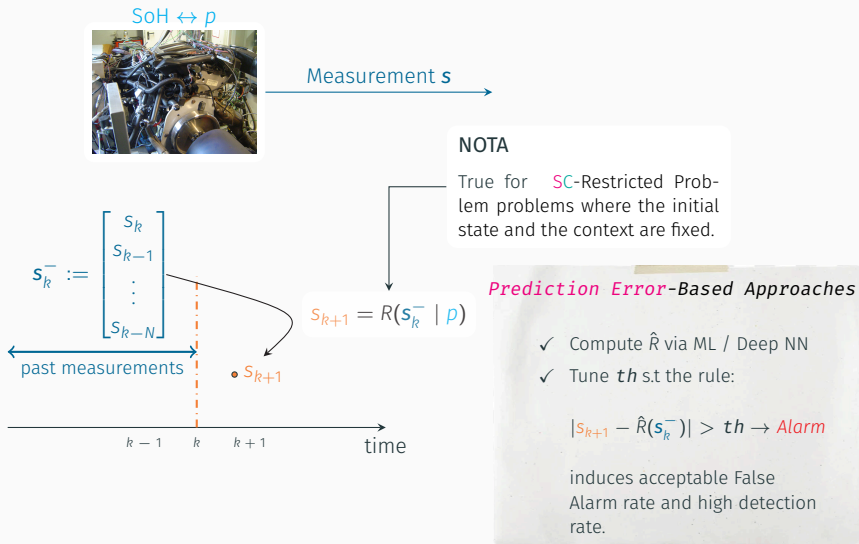 SoH ↔ p
Measurement s
NOTA
True for SC-Restricted Prob-
lem problems where the initial
state and the context are fixed.
s_k^- := [s_k
s_{k-1}
⋮
s_{k-N}]
past measurements
s_{k+1} = R(s_k^- | p)
s_{k+1}
k − 1 k k + 1
time
Prediction Error-Based Approaches
✓ Compute R̂ via ML / Deep NN
✓ Tune th s.t the rule:
|s_{k+1} − R̂(s_k^-)| > th → Alarm
induces acceptable False
Alarm rate and high detection
rate.